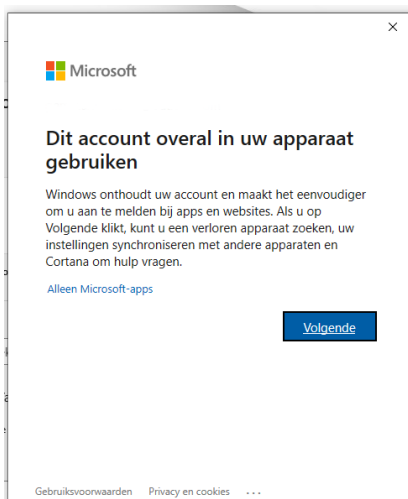 Microsoft
Dit account overal in uw apparaat
gebruiken
Windows onthoudt uw account en maakt het eenvoudiger
om u aan te melden bij apps en websites. Als u op
Volgende klikt, kunt u een verloren apparaat zoeken, uw
instellingen synchroniseren met andere apparaten en
Cortana om hulp vragen.
Alleen Microsoft-apps
Volgende
Gebruiksvoorwaarden Privacy en cookies ...